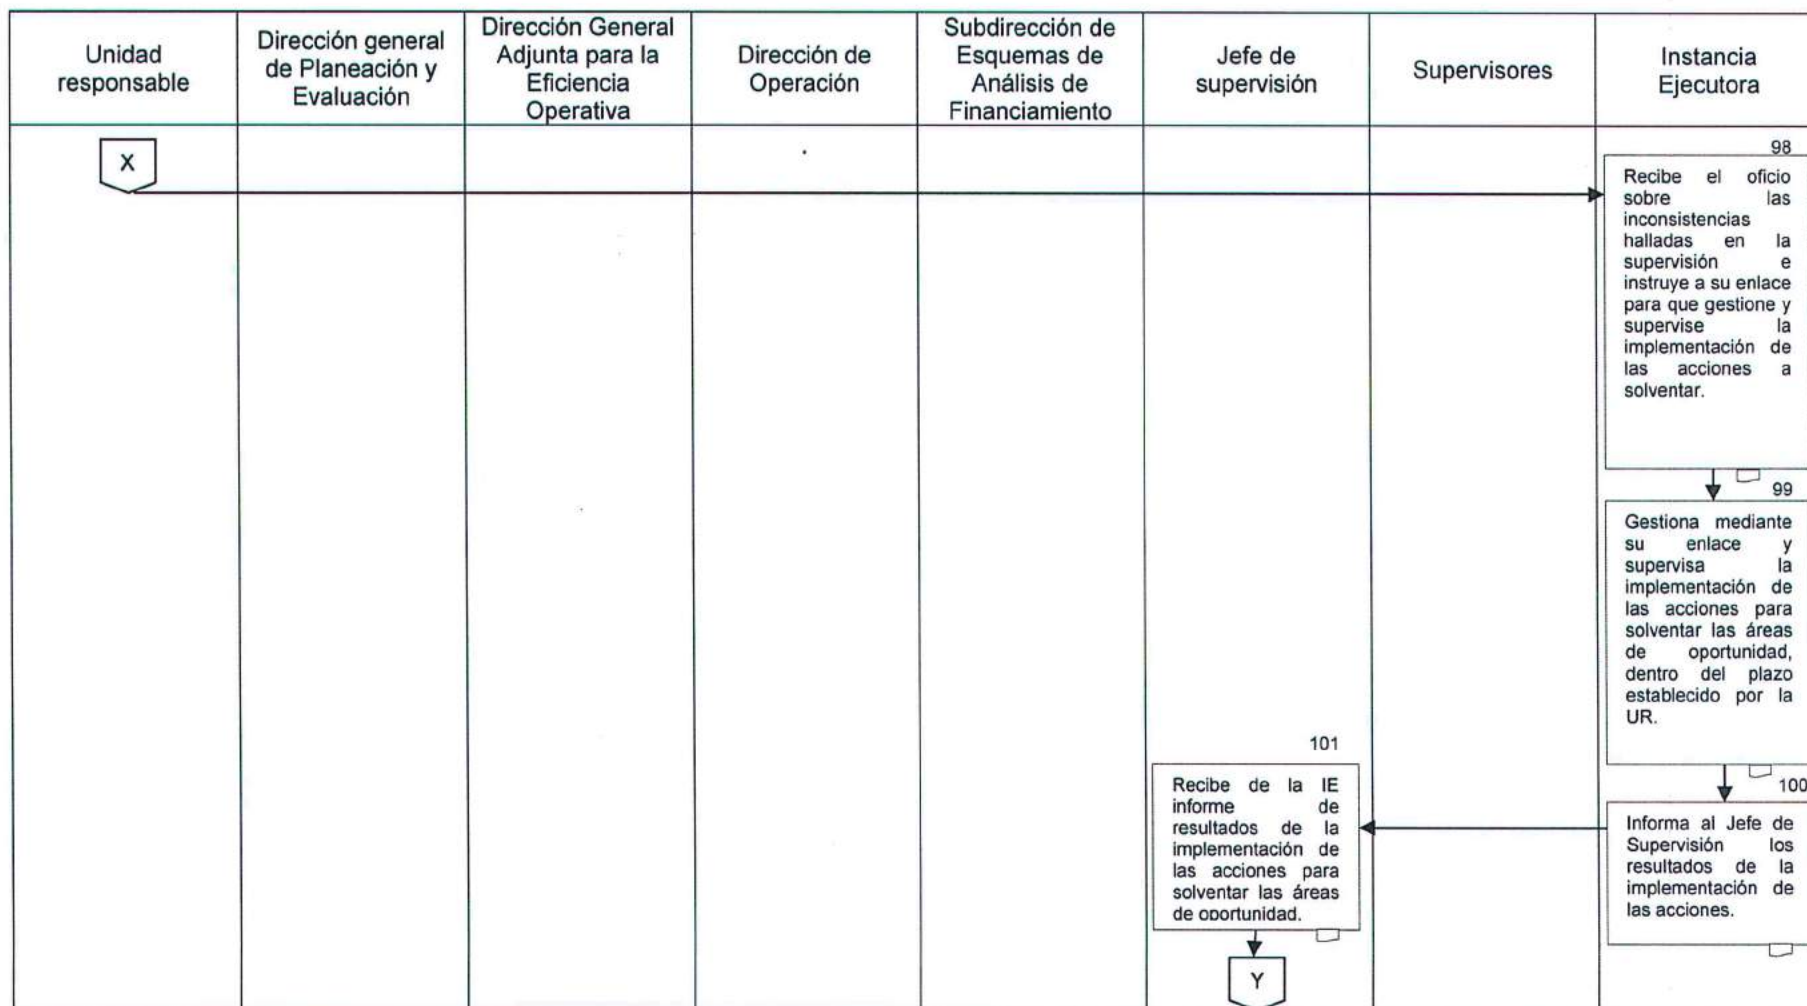 Unidad
responsable
Dirección general
de Planeación y
Evaluación
Dirección General
Adjunta para la
Eficiencia
Operativa
Dirección de
Operación
Subdirección de
Esquemas de
Análisis de
Financiamiento
Jefe de
supervisión
Supervisores
Instancia
Ejecutora
X
98
Recibe el oficio
sobre las
inconsistencias
halladas en la
supervisión e
instruye a su enlace
para que gestione y
supervise la
implementación de
las acciones a
solventar.
99
Gestiona mediante
su enlace y
supervisa la
implementación de
las acciones para
solventar las áreas
de oportunidad,
dentro del plazo
establecido por la
UR.
100
Informa al Jefe de
Supervisión los
resultados de la
implementación de
las acciones.
101
Recibe de la IE
informe de
resultados de la
implementación de
las acciones para
solventar las áreas
de oportunidad.
Y